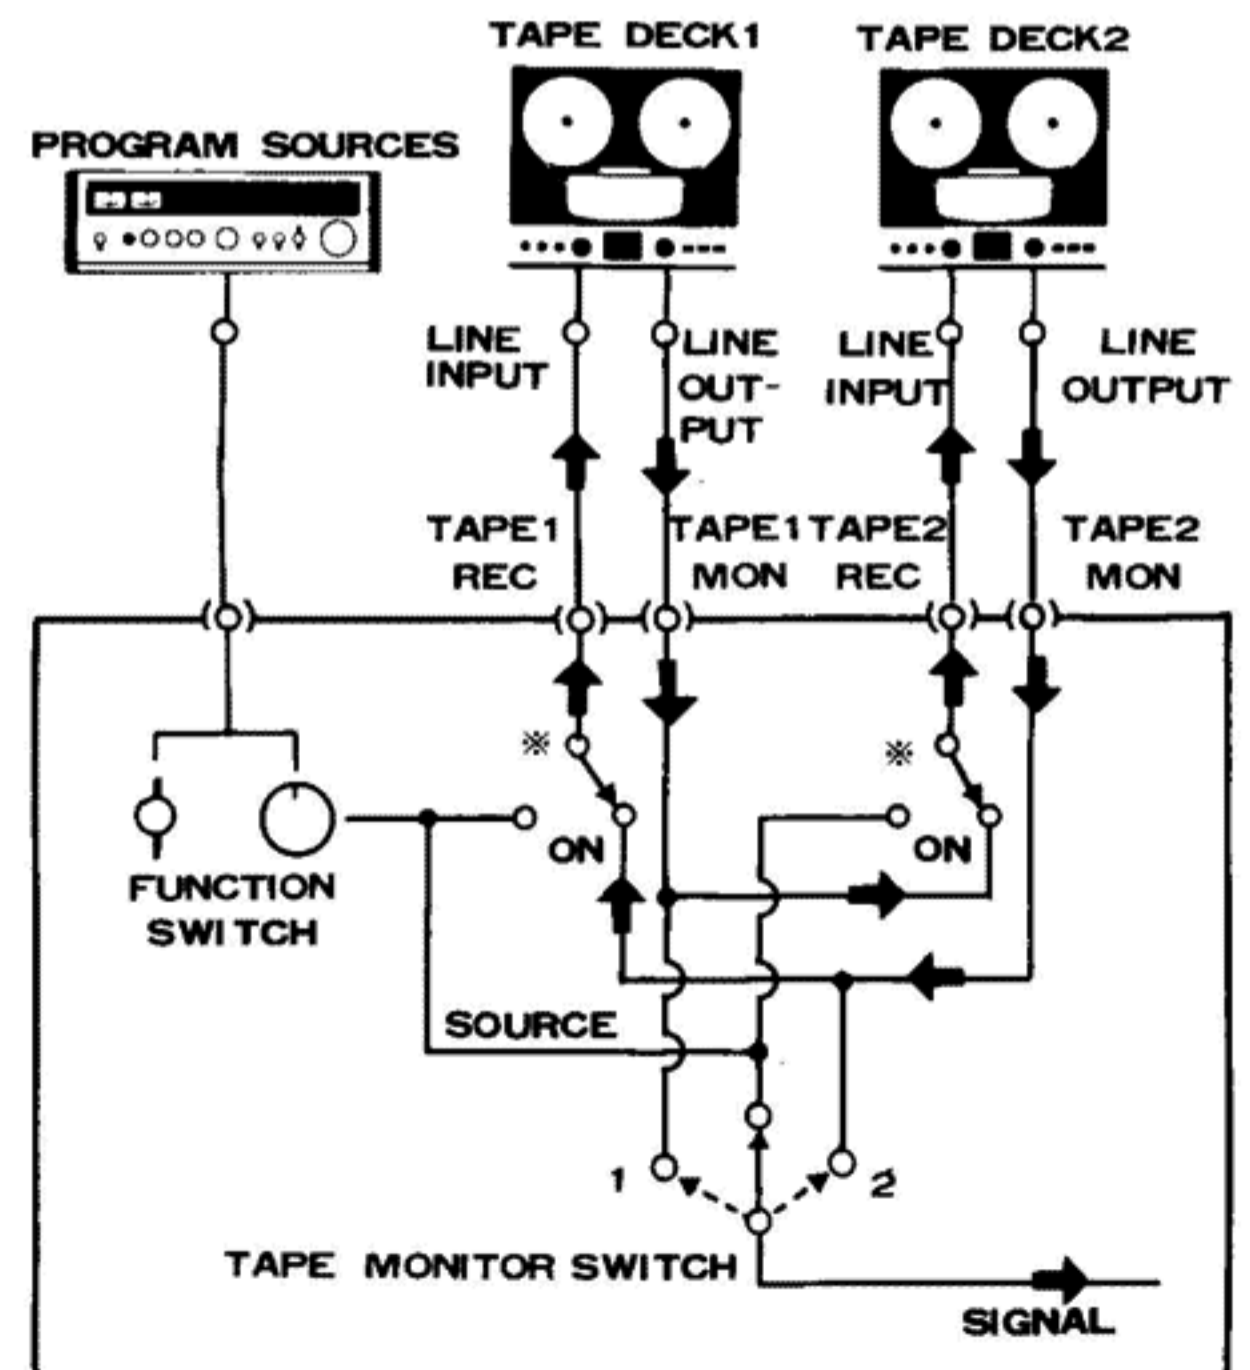 TAPE DECK1
TAPE DECK2
PROGRAM SOURCES
LINE
INPUT
LINE
OUT-
PUT
LINE
INPUT
LINE
OUTPUT
TAPE1
REC
TAPE1
MON
TAPE2
REC
TAPE2
MON
※
※
ON
ON
FUNCTION
SWITCH
SOURCE
1
2
TAPE MONITOR SWITCH
SIGNAL